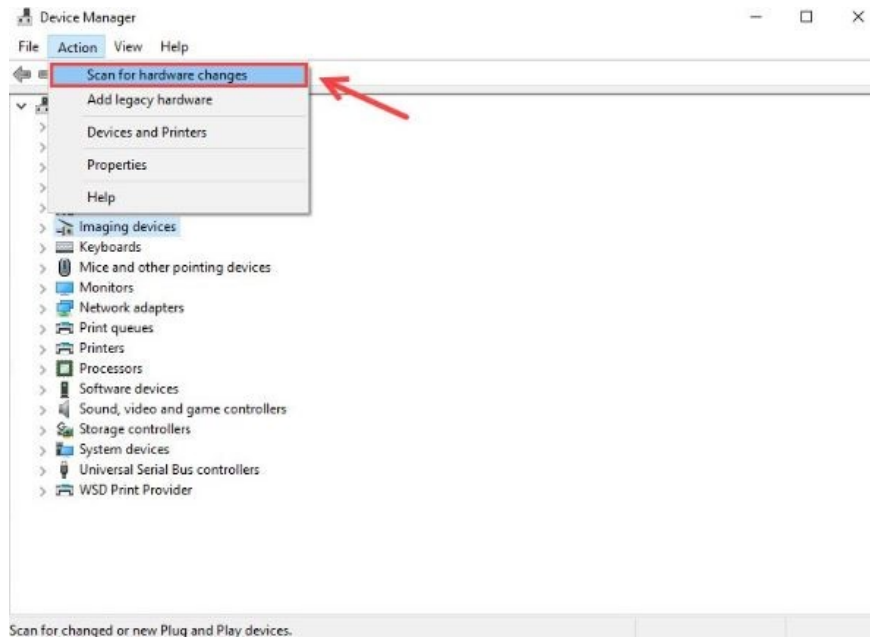 Device Manager
File Action View Help
Scan for hardware changes
Add legacy hardware
Devices and Printers
Properties
Help
Imaging devices
Keyboards
Mice and other pointing devices
Monitors
Network adapters
Print queues
Printers
Processors
Software devices
Sound, video and game controllers
Storage controllers
System devices
Universal Serial Bus controllers
WSD Print Provider
Scan for changed or new Plug and Play devices.